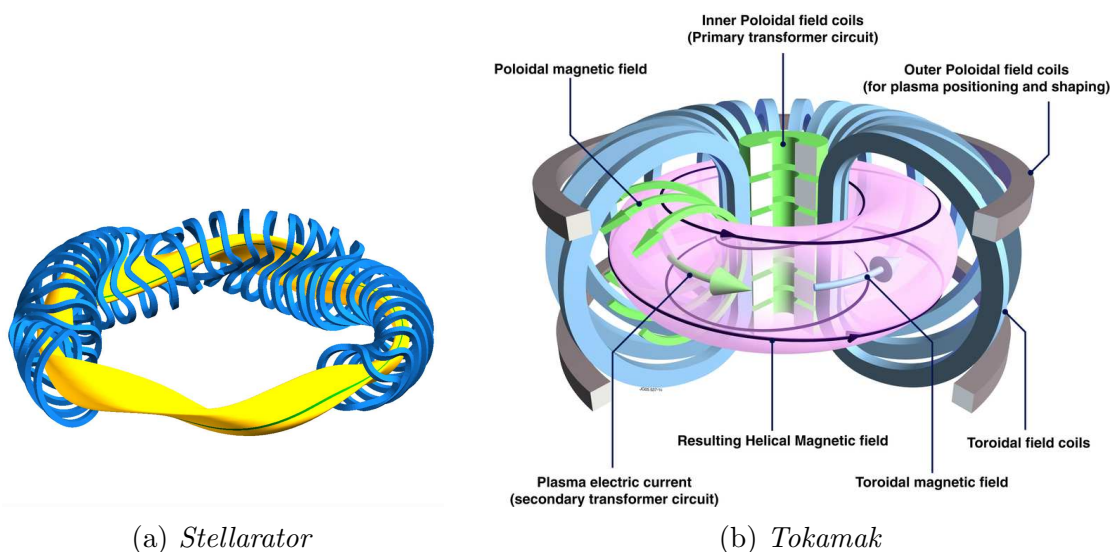 Inner Poloidal field coils
(Primary transformer circuit)
Poloidal magnetic field
Outer Poloidal field coils
(for plasma positioning and shaping)
Resulting Helical Magnetic field
Toroidal field coils
Plasma electric current
(secondary transformer circuit)
Toroidal magnetic field
(a) Stellarator
(b) Tokamak